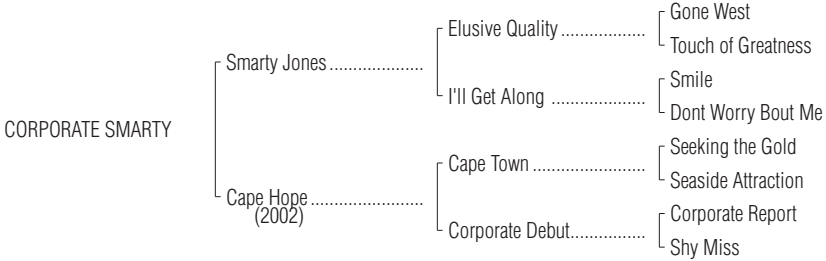 Gone West
Elusive Quality ...................
Touch of Greatness
Smarty Jones .....................
Smile
I'll Get Along .....................
Dont Worry Bout Me
CORPORATE SMARTY
Seeking the Gold
Cape Town .........................
Seaside Attraction
Cape Hope .........................
(2002)
Corporate Report
Corporate Debut.................
Shy Miss